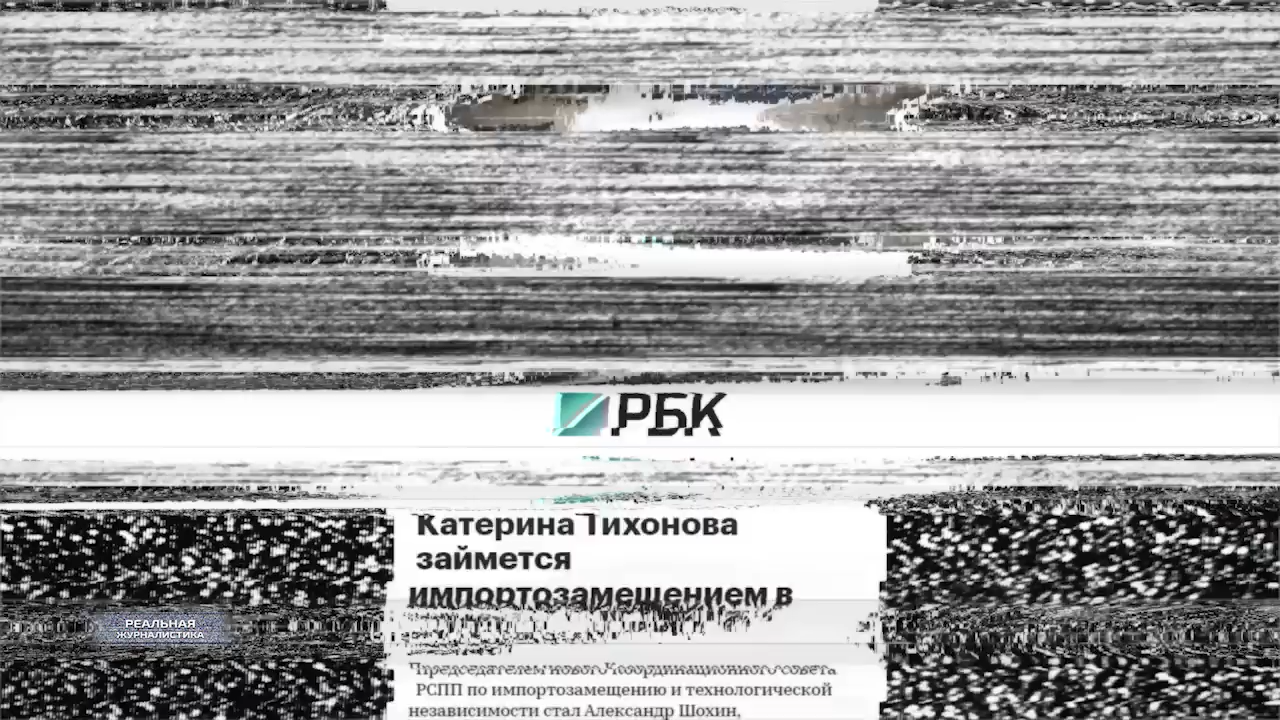 РБК
Катерина Тихонова
займется
импортозамещением в
РЕАЛЬНАЯ
ЖУРНАЛИСТИКА
Председателем нового Координационного совета
РСПП по импортозамещению и технологической
независимости стал Александр Шохин,